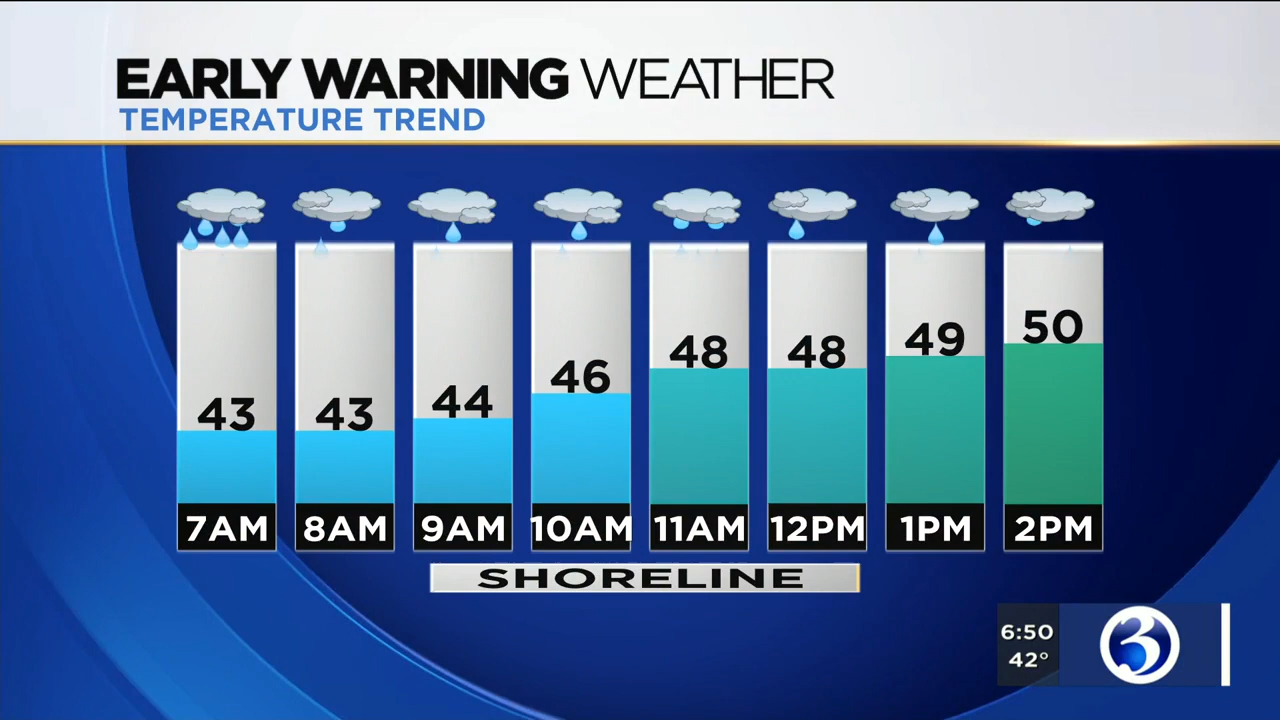 EARLY WARNING WEATHER
TEMPERATURE TREND
43 43 44 46 48 48 49 50
7AM 8AM 9AM 10AM 11AM 12PM 1PM 2PM
SHORELINE
6:50
42°
3